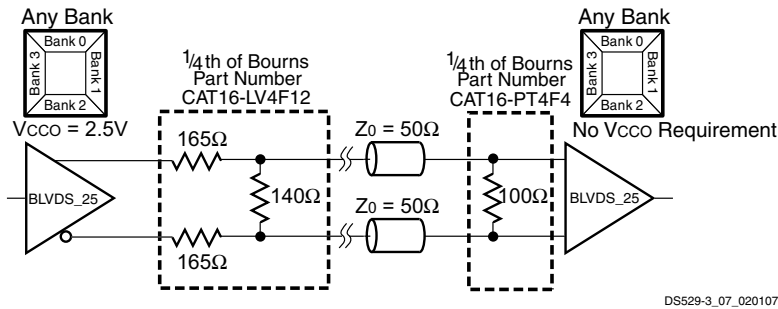 Any Bank
Bank 0
Bank 3
Bank 1
Bank 2
VCCO = 2.5V
1/4th of Bourns
Part Number
CAT16-LV4F12
165Ω
140Ω
165Ω
BLVDS_25
Z0 = 50Ω
Z0 = 50Ω
1/4th of Bourns
Part Number
CAT16-PT4F4
100Ω
Any Bank
Bank 0
Bank 3
Bank 1
Bank 2
No VCCO Requirement
BLVDS_25
DS529-3_07_020107